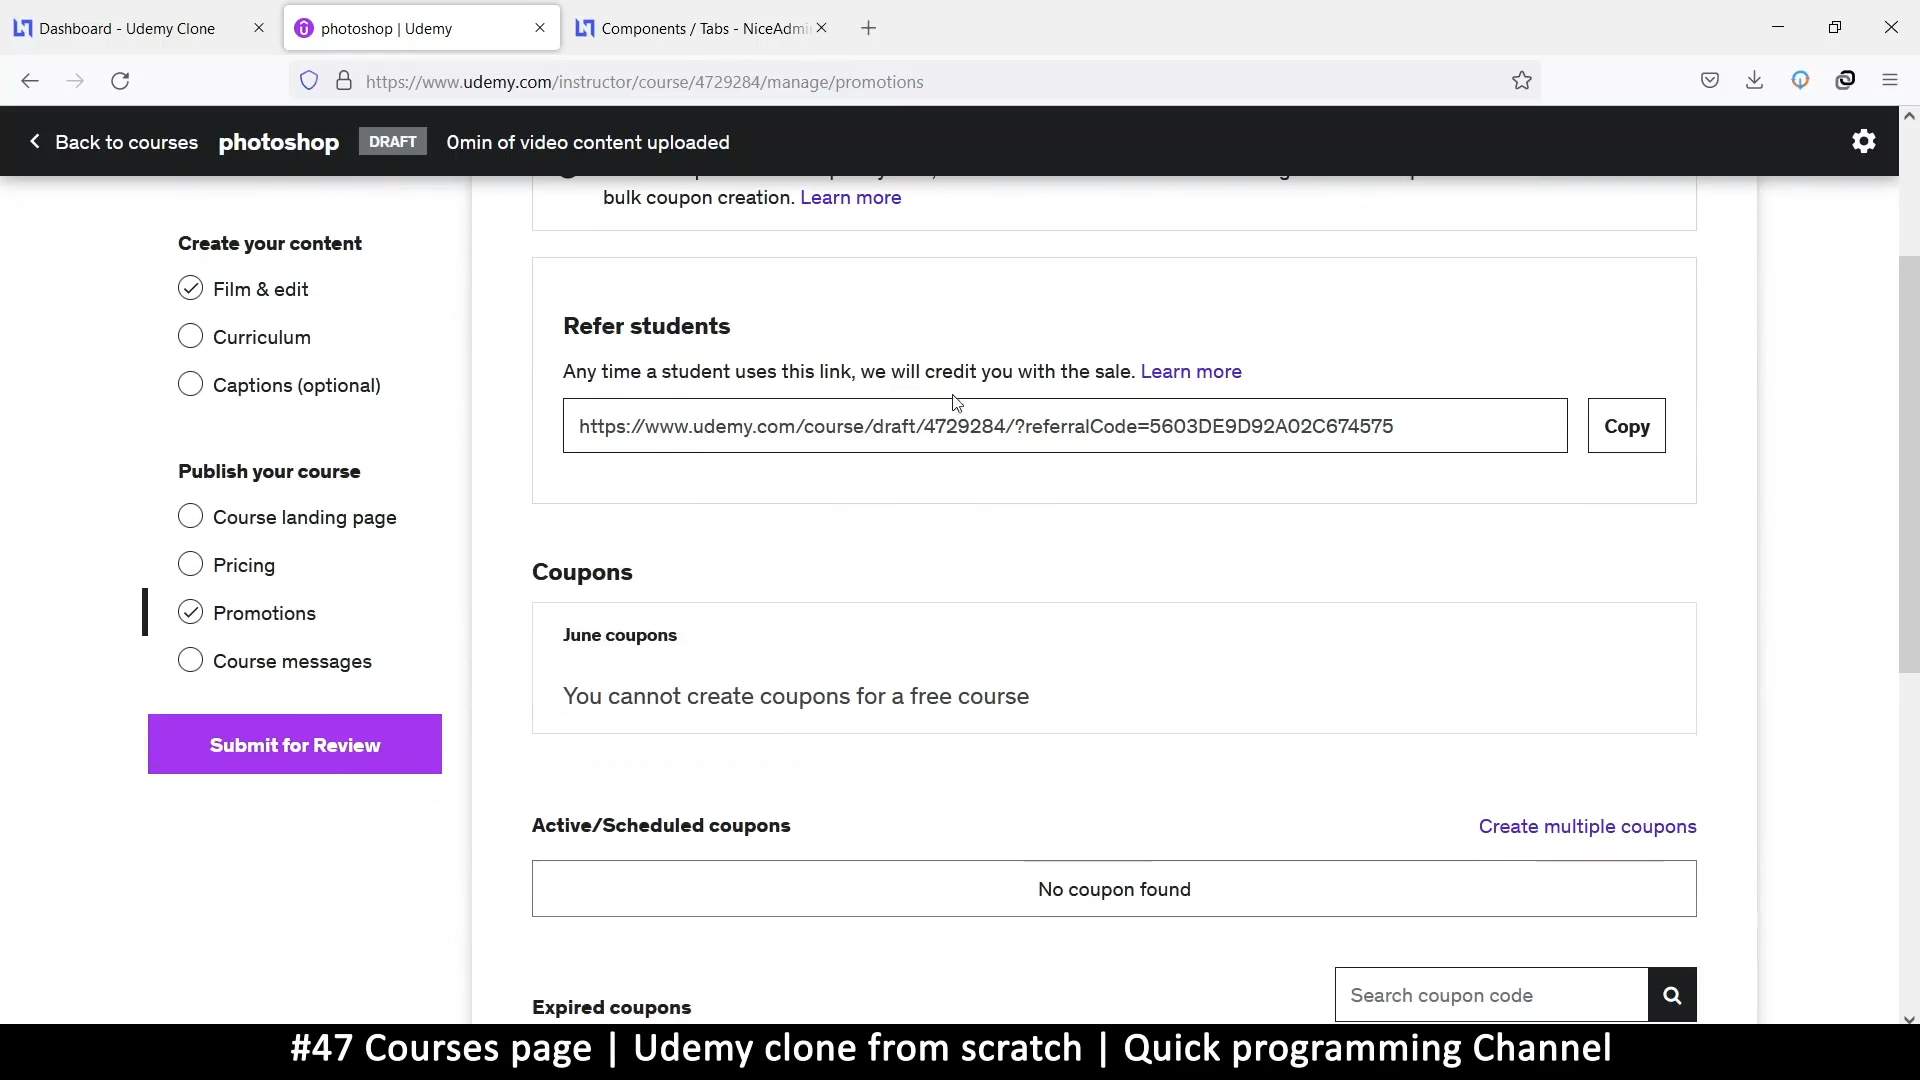 Dashboard - Udemy Clone
photoshop | Udemy
Components / Tabs - NiceAdmi
https://www.udemy.com/instructor/course/4729284/manage/promotions
Back to courses photoshop DRAFT 0min of video content uploaded
bulk coupon creation. Learn more
Create your content
Film & edit
Curriculum
Captions (optional)
Publish your course
Course landing page
Pricing
Promotions
Course messages
Submit for Review
Refer students
Any time a student uses this link, we will credit you with the sale. Learn more
https://www.udemy.com/course/draft/4729284/?referralCode=5603DE9D92A02C674575
Copy
Coupons
June coupons
You cannot create coupons for a free course
Active/Scheduled coupons
Create multiple coupons
No coupon found
Expired coupons
Search coupon code
#47 Courses page | Udemy clone from scratch | Quick programming Channel